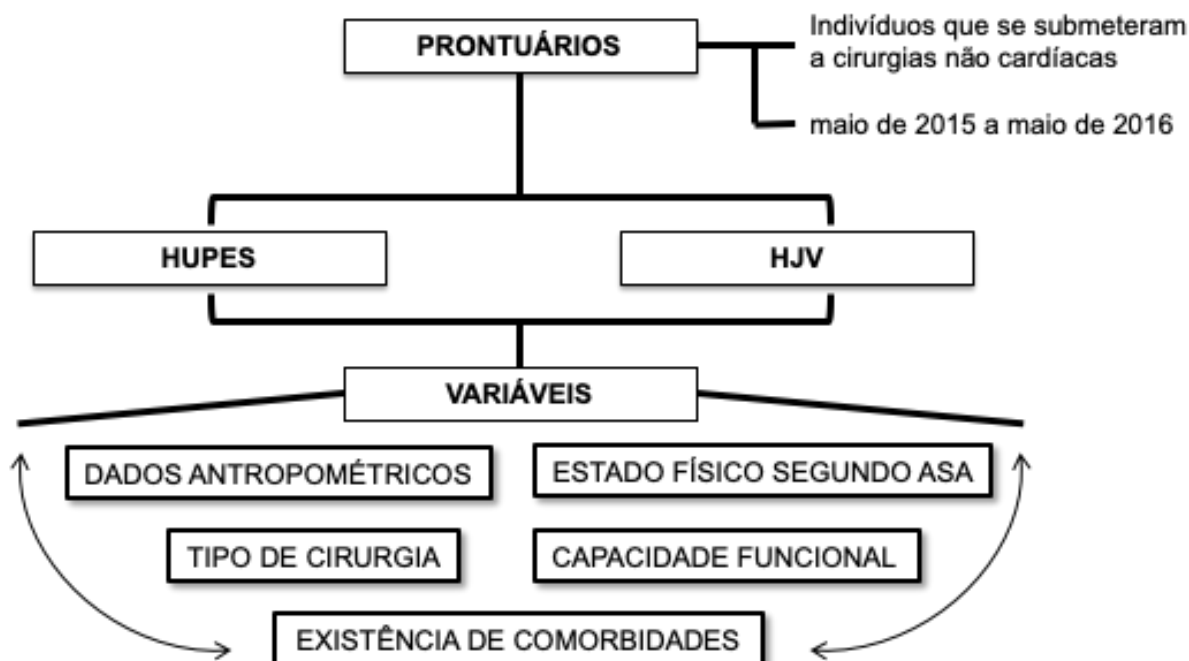 PRONTUÁRIOS
Indivíduos que se submeteram
a cirurgias não cardíacas
maio de 2015 a maio de 2016
HUPES
HJV
VARIÁVEIS
DADOS ANTROPOMÉTRICOS
ESTADO FÍSICO SEGUNDO ASA
TIPO DE CIRURGIA
CAPACIDADE FUNCIONAL
EXISTÊNCIA DE COMORBIDADES